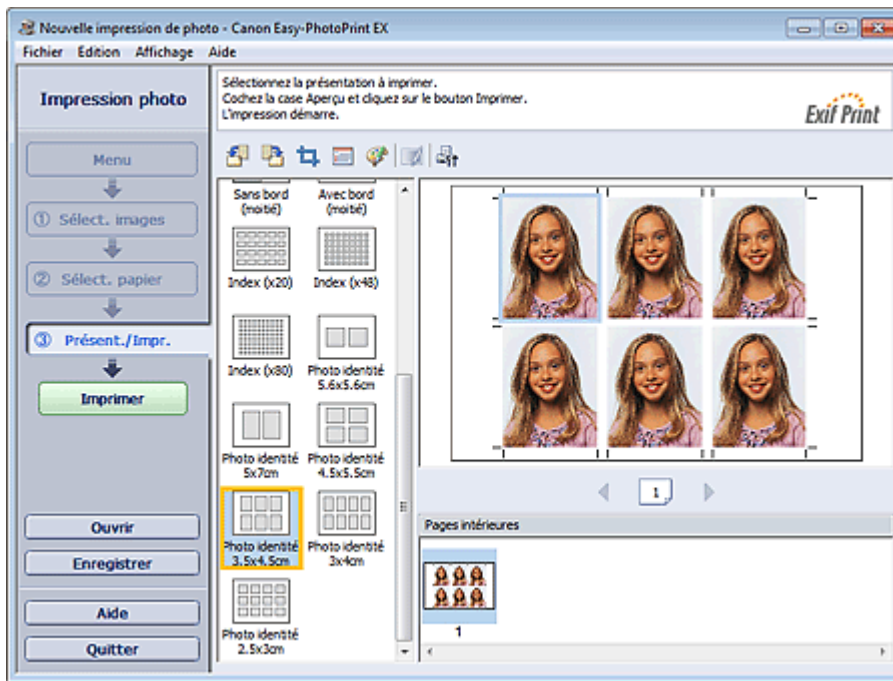 Nouvelle impression de photo - Canon Easy-PhotoPrint EX
Fichier Edition Affichage Aide
Impression photo
Menu
① Sélect. images
② Sélect. papier
③ Présent./Impr.
Imprimer
Ouvrir
Enregistrer
Aide
Quitter
Sélectionnez la présentation à imprimer.
Cochez la case Aperçu et cliquez sur le bouton Imprimer.
L'impression démarre.
Exif Print
Sans bord
(moitié)
Avec bord
(moitié)
Index (x20)
Index (x48)
Index (x80)
Photo identité
5.6x5.6cm
Photo identité
5x7cm
Photo identité
4.5x5.5cm
Photo identité
3.5x4.5cm
Photo identité
3x4cm
Photo identité
2.5x3cm
1
Pages intérieures
1